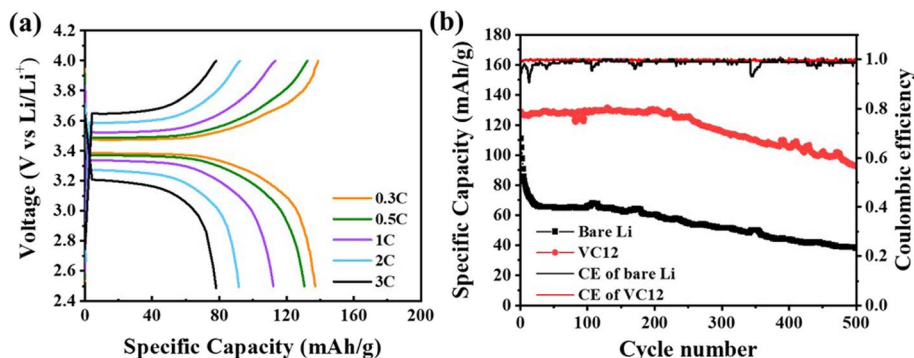 (a)
Voltage (V vs Li/Li+)
4.2
4.0
3.8
3.6
3.4
3.2
3.0
2.8
2.6
2.4
0.3C
0.5C
1C
2C
3C
0 40 80 120 160 200
Specific Capacity (mAh/g)
(b)
Specific Capacity (mAh/g)
180
160
140
120
100
80
60
40
20
0
Bare Li
VC12
CE of bare Li
CE of VC12
0 100 200 300 400 500
Cycle number
1.0
0.8
0.6
0.4
0.2
0.0
Coulombic efficiency